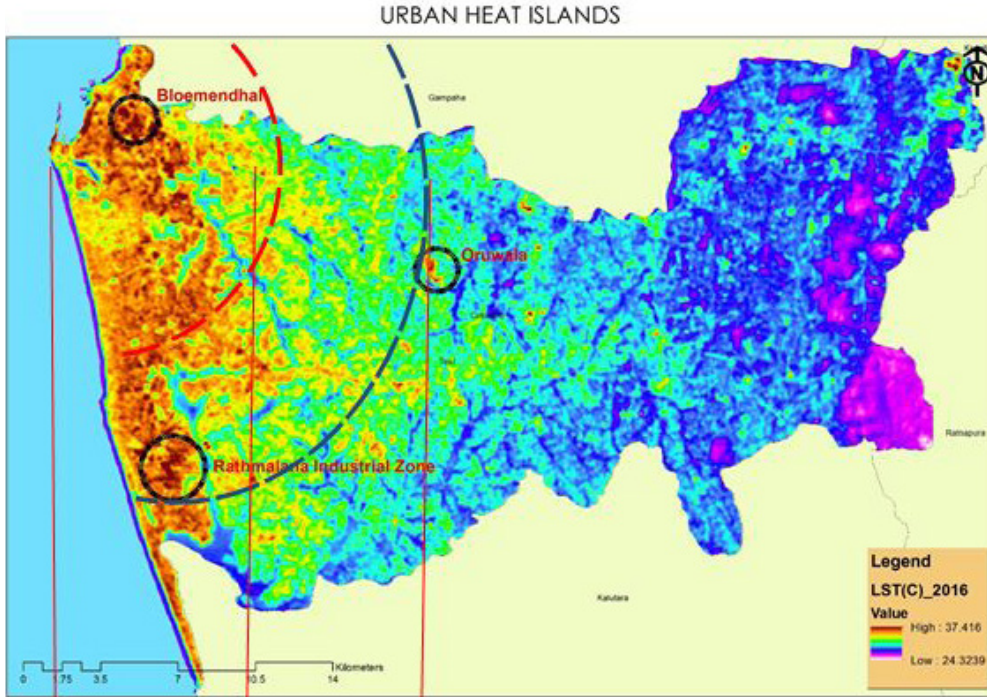 URBAN HEAT ISLANDS
N
Bloemendhal
Gampaha
Oruwala
Ratnapura
Rathmalana Industrial Zone
Kalutara
Legend
LST(C)_2016
Value
High : 37.416
Low : 24.3239
0 1.75 3.5 7 10.5 14 Kilometers